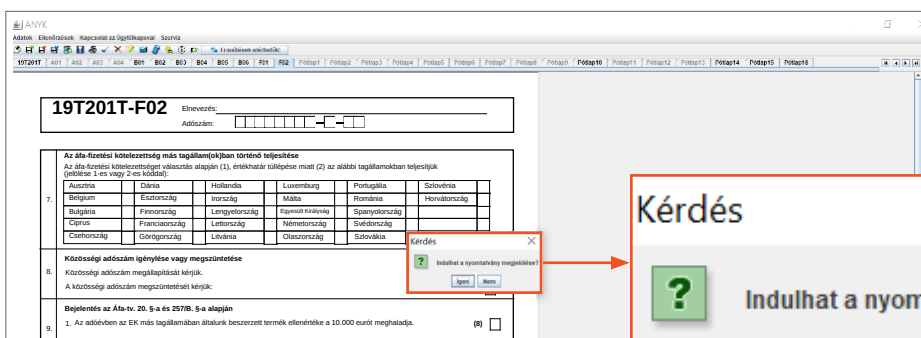 ÁNYK
Adatok Ellenőrzések Kapcsolat az Ügyfélkapuval Szerviz
Frissítések elérhetők:
19T201T A01 A02 A03 A04 B01 B02 B03 B04 B05 B06 F01 F02 Pótlap1 Pótlap2 Pótlap3 Pótlap4 Pótlap5 Pótlap6 Pótlap7 Pótlap8 Pótlap9 Pótlap10 Pótlap11 Pótlap12 Pótlap13 Pótlap14 Pótlap15 Pótlap18
19T201T-F02 Elnevezés:
Adószám:
Az áfa-fizetési kötelezettség más tagállam(ok)ban történő teljesítése
Az áfa-fizetési kötelezettséget választás alapján (1), értékhatár túllépése miatt (2) az alábbi tagállamokban teljesítjük
(jelölése 1-es vagy 2-es kóddal):
Ausztria Dánia Hollandia Luxemburg Portugália Szlovénia
7. Belgium Észtország Írország Málta Románia Horvátország
Bulgária Finnország Lengyelország Egyesült Királyság Spanyolország
Ciprus Franciaország Lettország Németország Svédország
Csehország Görögország Litvánia Olaszország Szlovákia
Közösségi adószám igénylése vagy megszüntetése
8. Közösségi adószám megállapítását kérjük.
A közösségi adószám megszüntetését kérjük:
Bejelentés az Áfa-tv. 20. §-a és 257/B. §-a alapján
9. 1. Az adóévben az EK más tagállamában általunk beszerzett termék ellenértéke a 10.000 eurót meghaladja. (8)
Kérdés
? Indulhat a nyomtatvány megjelölése?
Igen Nem
Kérdés
? Indulhat a nyom